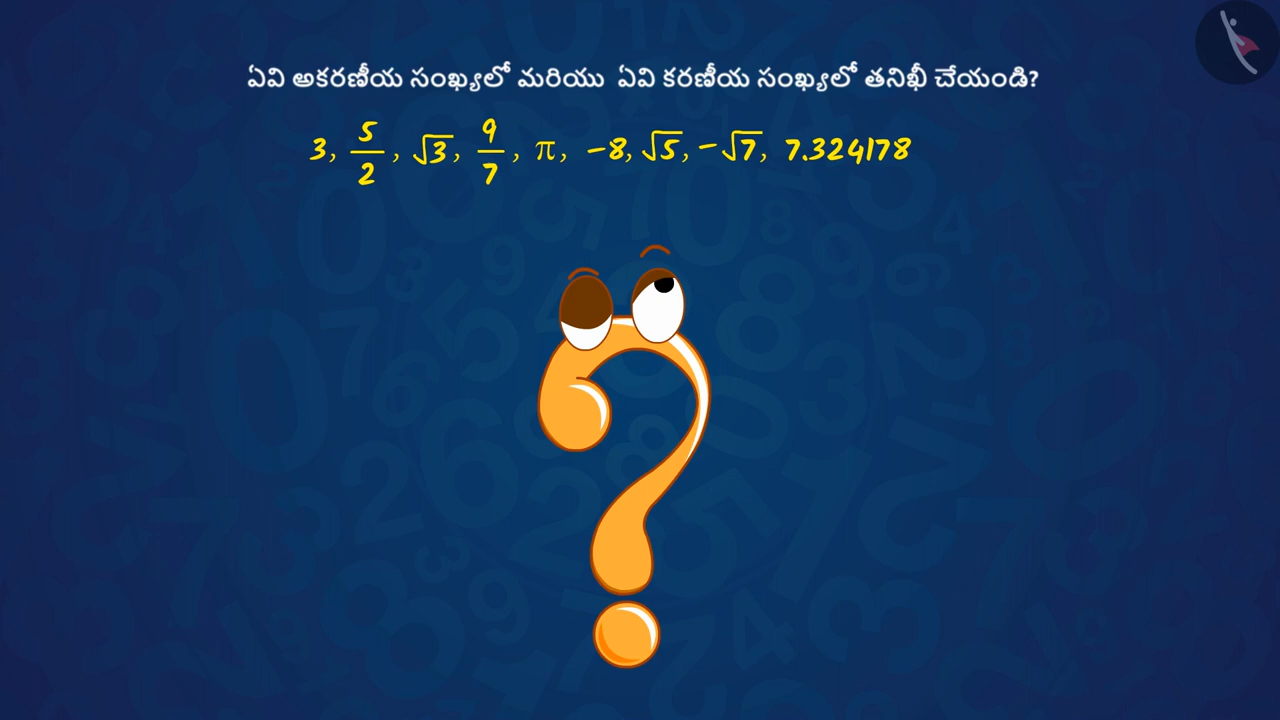 ఏవి అకరణీయ సంఖ్యలో మరియు ఏవి కరణీయ సంఖ్యలో తనిఖీ చేయండి?
3, 5/2, √3, 9/7, π, -8, √5, -√7, 7.324178